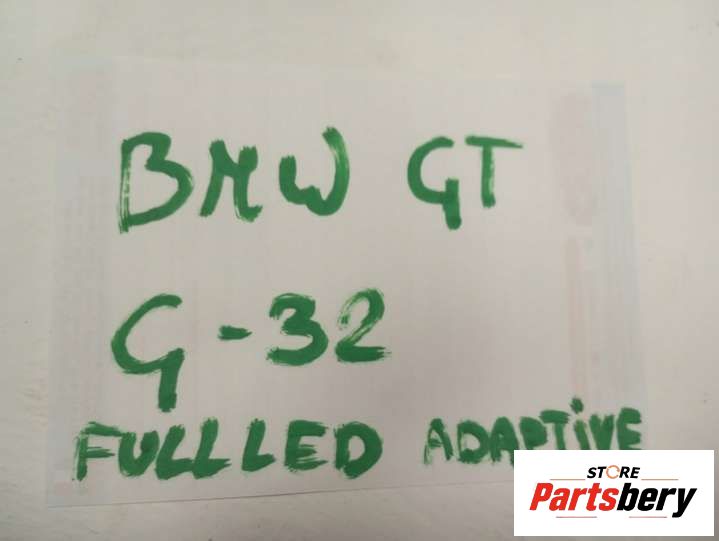 BMW GT
G-32
FULLLED ADAPTIVE
STORE
Partsbery